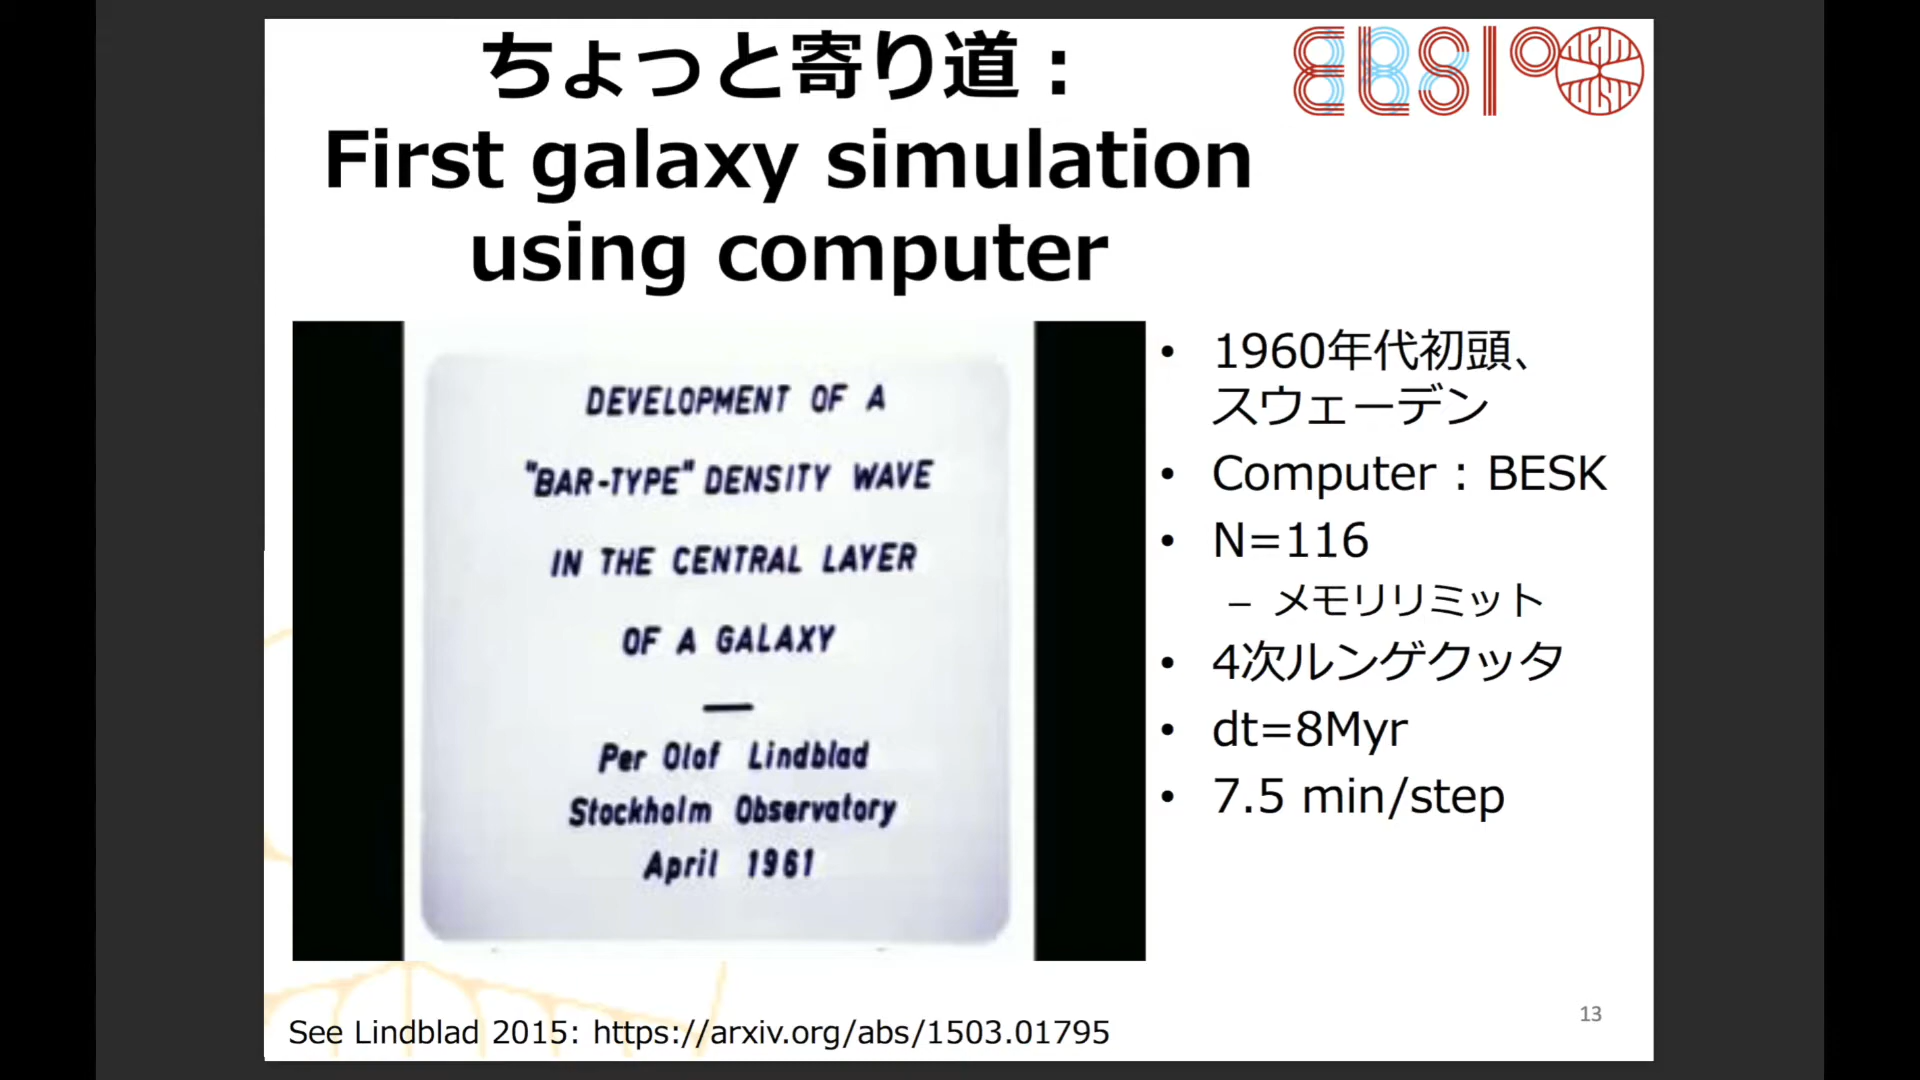 ちょっと寄り道：
First galaxy simulation
using computer
ELSI
DEVELOPMENT OF A
"BAR-TYPE" DENSITY WAVE
IN THE CENTRAL LAYER
OF A GALAXY
Per Olof Lindblad
Stockholm Observatory
April 1961
• 1960年代初頭、
スウェーデン
• Computer : BESK
• N=116
– メモリリミット
• 4次ルンゲクッタ
• dt=8Myr
• 7.5 min/step
See Lindblad 2015: https://arxiv.org/abs/1503.01795
13